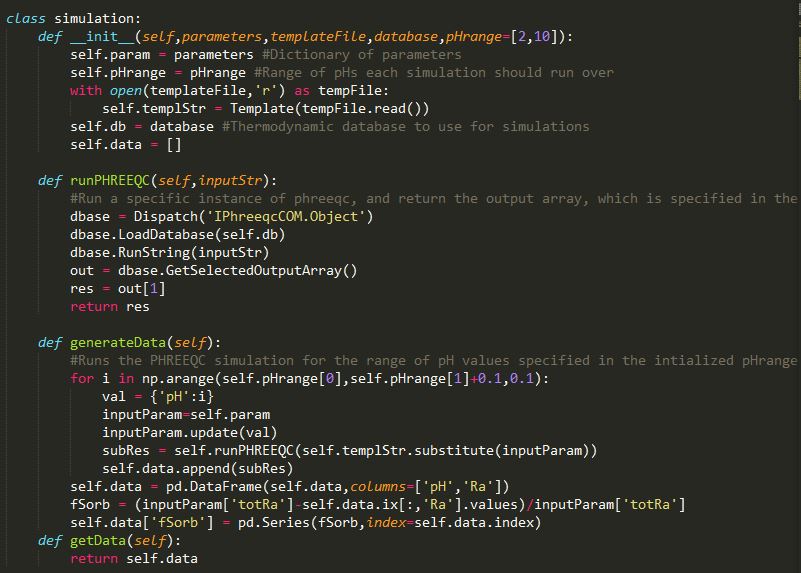 class simulation:
    def __init__(self,parameters,templateFile,database,pHrange=[2,10]):
        self.param = parameters #Dictionary of parameters
        self.pHrange = pHrange #Range of pHs each simulation should run over
        with open(templateFile,'r') as tempFile:
            self.templStr = Template(tempFile.read())
        self.db = database #Thermodynamic database to use for simulations
        self.data = []
    def runPHREEQC(self,inputStr):
        #Run a specific instance of phreeqc, and return the output array, which is specified in the
        dbase = Dispatch('IPhreeqcCOM.Object')
        dbase.LoadDatabase(self.db)
        dbase.RunString(inputStr)
        out = dbase.GetSelectedOutputArray()
        res = out[1]
        return res
    def generateData(self):
        #Runs the PHREEQC simulation for the range of pH values specified in the intialized pHrange
        for i in np.arange(self.pHrange[0],self.pHrange[1]+0.1,0.1):
            val = {'pH':i}
            inputParam=self.param
            inputParam.update(val)
            subRes = self.runPHREEQC(self.templStr.substitute(inputParam))
            self.data.append(subRes)
        self.data = pd.DataFrame(self.data,columns=['pH','Ra'])
        fSorb = (inputParam['totRa']-self.data.ix[:,'Ra'].values)/inputParam['totRa']
        self.data['fSorb'] = pd.Series(fSorb,index=self.data.index)
    def getData(self):
        return self.data